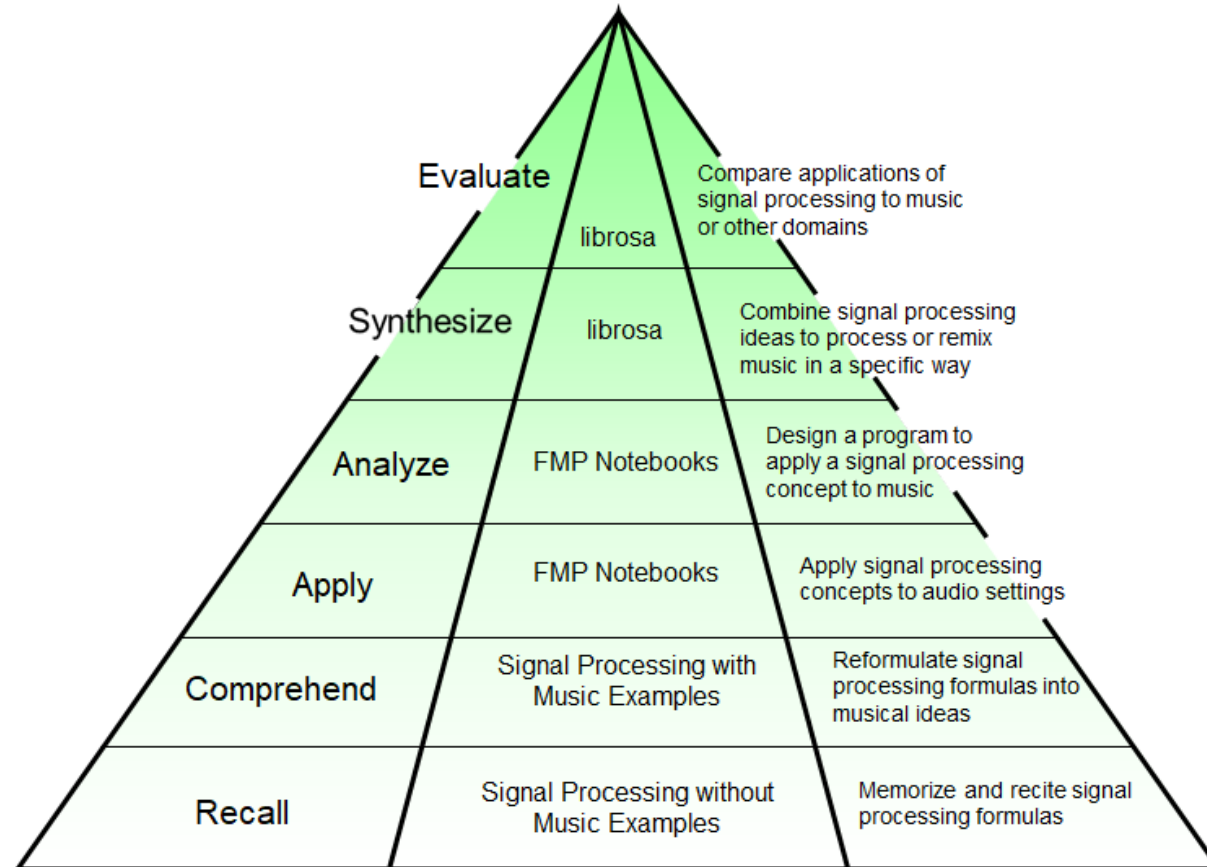 Evaluate
librosa
Compare applications of
signal processing to music
or other domains
Synthesize
librosa
Combine signal processing
ideas to process or remix
music in a specific way
Analyze
FMP Notebooks
Design a program to
apply a signal processing
concept to music
Apply
FMP Notebooks
Apply signal processing
concepts to audio settings
Comprehend
Signal Processing with
Music Examples
Reformulate signal
processing formulas into
musical ideas
Recall
Signal Processing without
Music Examples
Memorize and recite signal
processing formulas